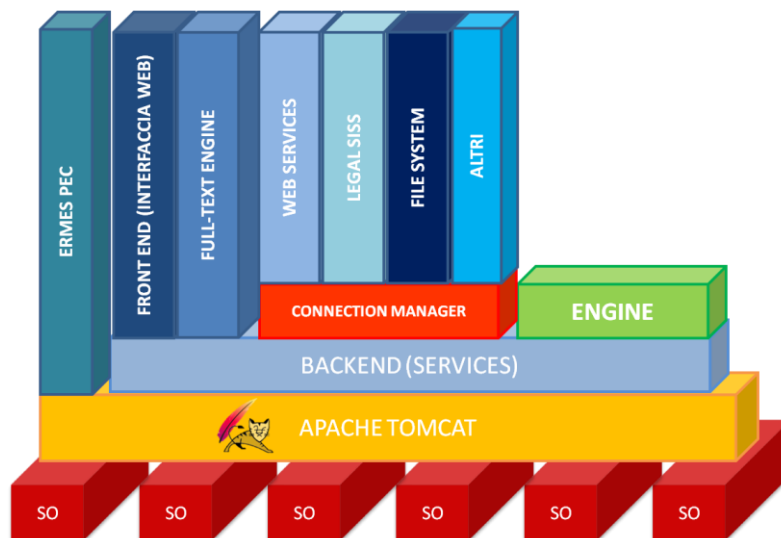 ERMES PEC
FRONT END (INTERFACCIA WEB)
FULL-TEXT ENGINE
WEB SERVICES
LEGAL SISS
FILE SYSTEM
ALTRI
CONNECTION MANAGER
ENGINE
BACKEND (SERVICES)
APACHE TOMCAT
SO
SO
SO
SO
SO
SO